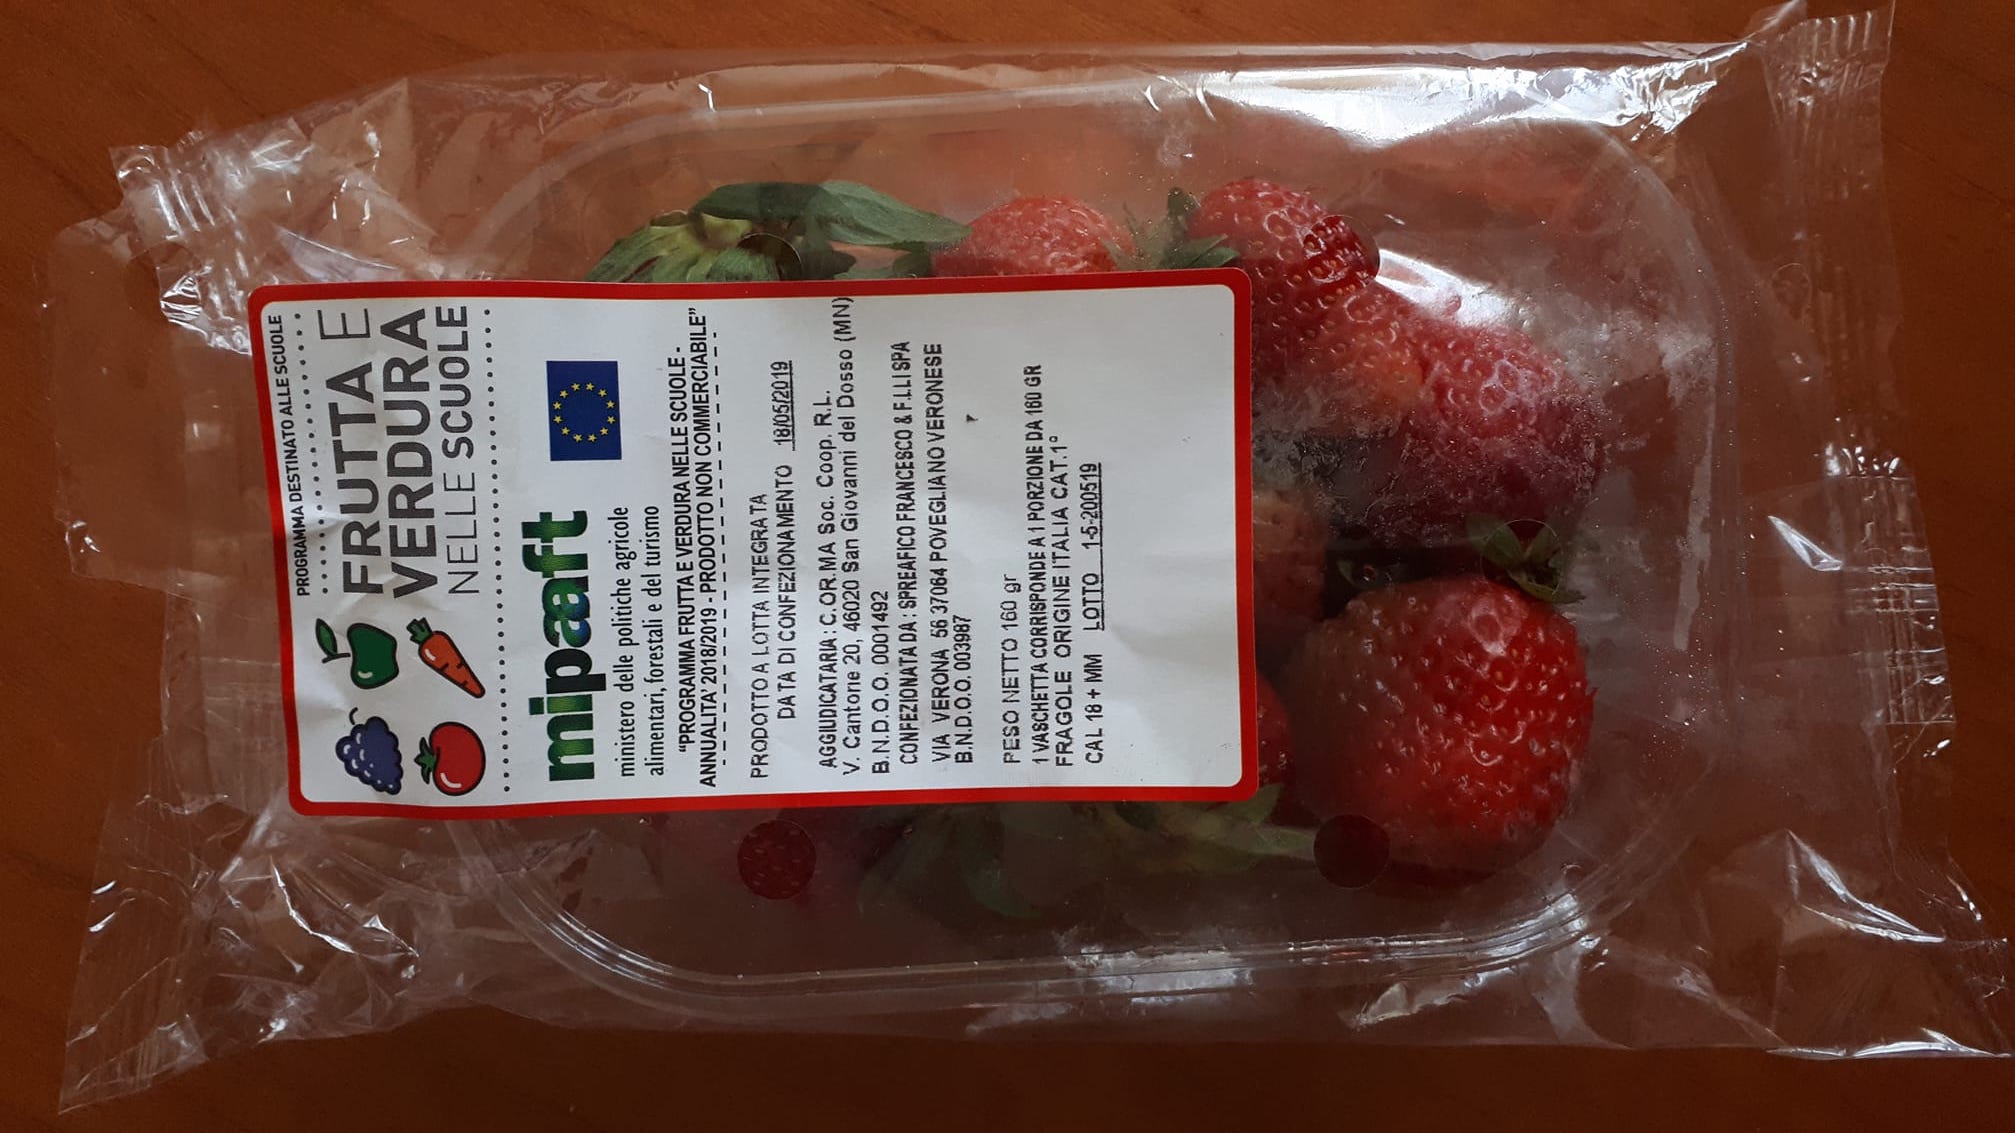 PROGRAMMA DESTINATO ALLE SCUOLE
FRUTTA E
VERDURA
NELLE SCUOLE
mipaaft
ministero delle politiche agricole
alimentari, forestali e del turismo
“PROGRAMMA FRUTTA E VERDURA NELLE SCUOLE -
ANNUALITA' 2018/2019 - PRODOTTO NON COMMERCIABILE”
PRODOTTO A LOTTA INTEGRATA
DATA DI CONFEZIONAMENTO 18/05/2019
AGGIUDICATARIA : C.OR.MA Soc. Coop. R.L.
V. Cantone 20, 46020 San Giovanni del Dosso (MN)
B.N.D.O.O. 0001492
CONFEZIONATA DA : SPREAFICO FRANCESCO & F.LLI SPA
VIA VERONA 56 37064 POVEGLIANO VERONESE
B.N.D.O.O. 003987
PESO NETTO 160 gr
1 VASCHETTA CORRISPONDE A 1 PORZIONE DA 160 GR
FRAGOLE ORIGINE ITALIA CAT.1°
CAL 18 + MM LOTTO 1-5-200519